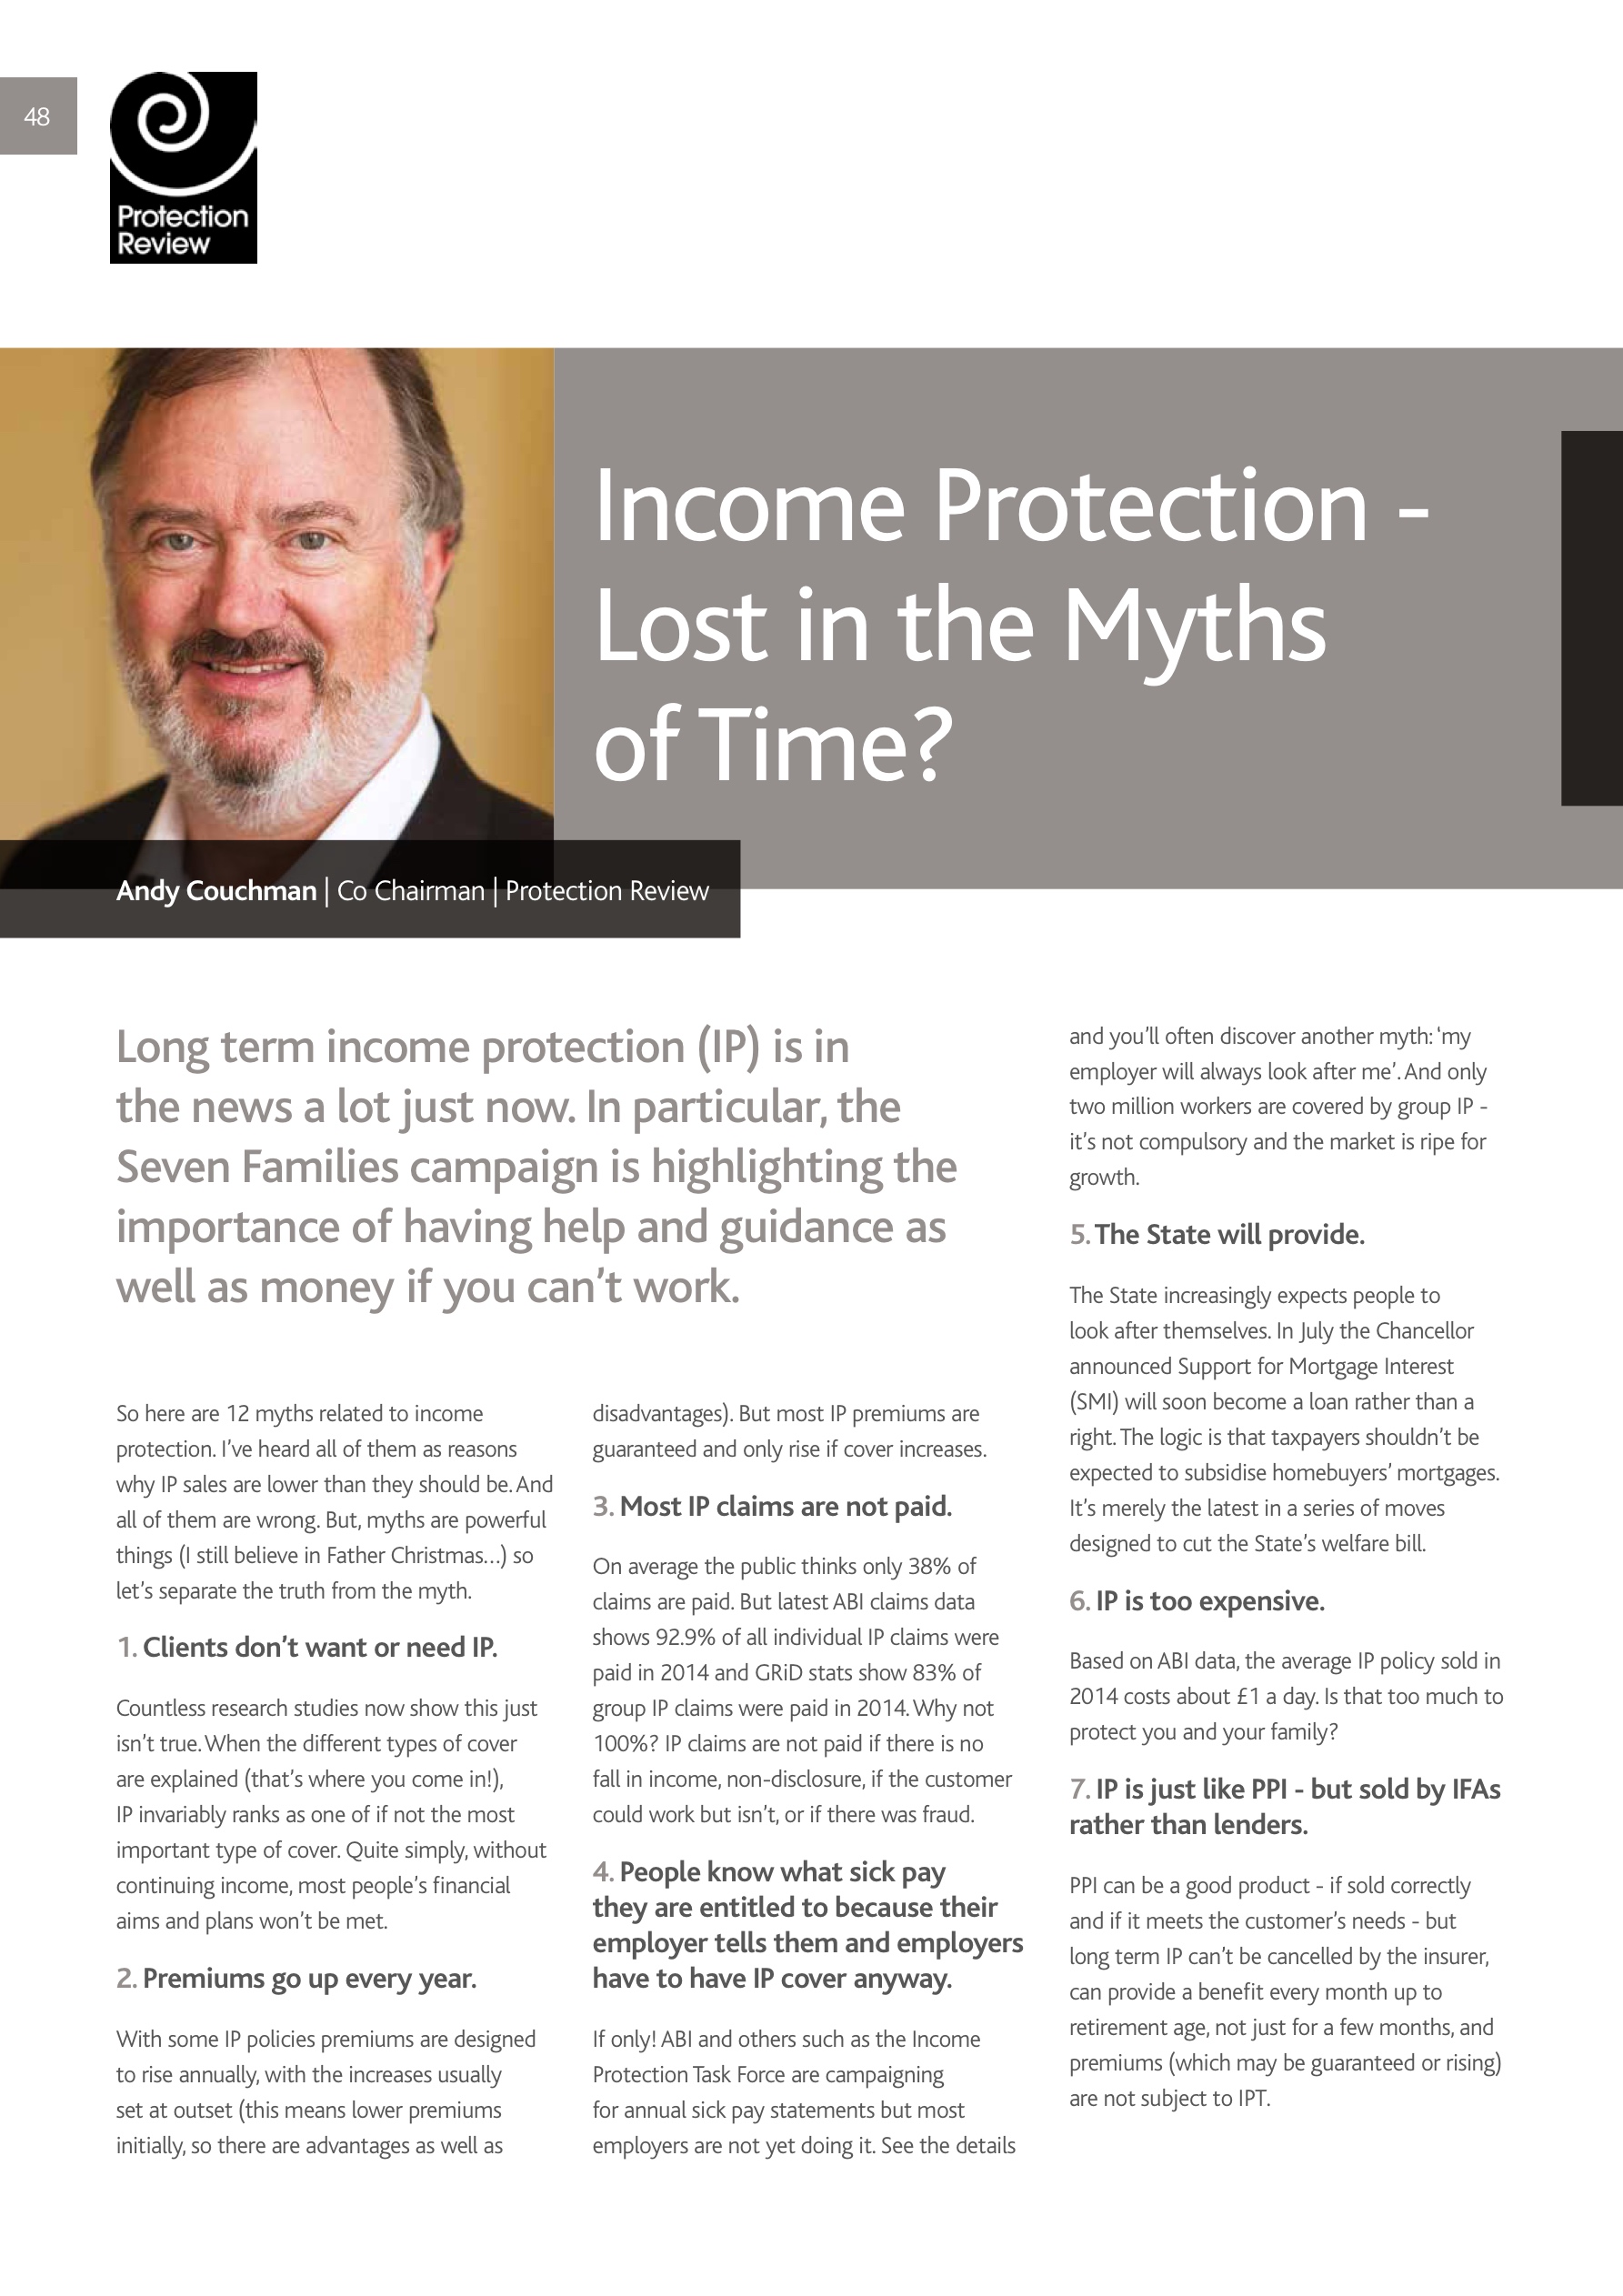 48
Protection
Review
Income Protection -
Lost in the Myths
of Time?
Andy Couchman | Co Chairman | Protection Review
Long term income protection (IP) is in
the news a lot just now. In particular, the
Seven Families campaign is highlighting the
importance of having help and guidance as
well as money if you can't work.
So here are 12 myths related to income
protection. I've heard all of them as reasons
why IP sales are lower than they should be. And
all of them are wrong. But, myths are powerful
things (I still believe in Father Christmas…) so
let's separate the truth from the myth.
1. Clients don't want or need IP.
Countless research studies now show this just
isn't true. When the different types of cover
are explained (that's where you come in!),
IP invariably ranks as one of if not the most
important type of cover. Quite simply, without
continuing income, most people's financial
aims and plans won't be met.
2. Premiums go up every year.
With some IP policies premiums are designed
to rise annually, with the increases usually
set at outset (this means lower premiums
initially, so there are advantages as well as
disadvantages). But most IP premiums are
guaranteed and only rise if cover increases.
3. Most IP claims are not paid.
On average the public thinks only 38% of
claims are paid. But latest ABI claims data
shows 92.9% of all individual IP claims were
paid in 2014 and GRiD stats show 83% of
group IP claims were paid in 2014. Why not
100%? IP claims are not paid if there is no
fall in income, non-disclosure, if the customer
could work but isn't, or if there was fraud.
4. People know what sick pay
they are entitled to because their
employer tells them and employers
have to have IP cover anyway.
If only! ABI and others such as the Income
Protection Task Force are campaigning
for annual sick pay statements but most
employers are not yet doing it. See the details
and you'll often discover another myth: 'my
employer will always look after me'. And only
two million workers are covered by group IP -
it's not compulsory and the market is ripe for
growth.
5. The State will provide.
The State increasingly expects people to
look after themselves. In July the Chancellor
announced Support for Mortgage Interest
(SMI) will soon become a loan rather than a
right. The logic is that taxpayers shouldn't be
expected to subsidise homebuyers' mortgages.
It's merely the latest in a series of moves
designed to cut the State's welfare bill.
6. IP is too expensive.
Based on ABI data, the average IP policy sold in
2014 costs about £1 a day. Is that too much to
protect you and your family?
7. IP is just like PPI - but sold by IFAs
rather than lenders.
PPI can be a good product - if sold correctly
and if it meets the customer's needs - but
long term IP can't be cancelled by the insurer,
can provide a benefit every month up to
retirement age, not just for a few months, and
premiums (which may be guaranteed or rising)
are not subject to IPT.